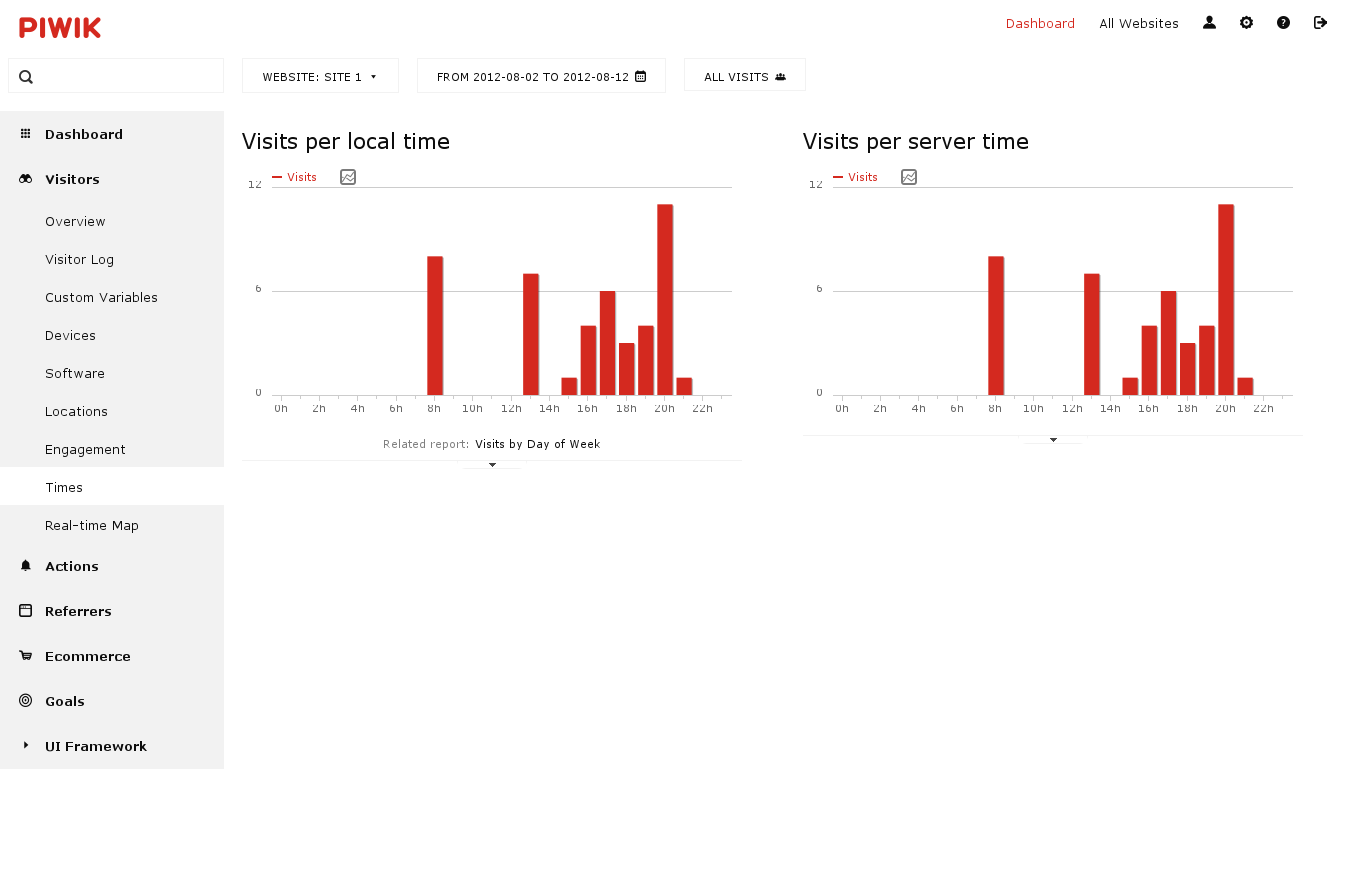 PIWIK
Dashboard All Websites
WEBSITE: SITE 1 FROM 2012-08-02 TO 2012-08-12 ALL VISITS
Dashboard
Visitors
Overview
Visitor Log
Custom Variables
Devices
Software
Locations
Engagement
Times
Real-time Map
Actions
Referrers
Ecommerce
Goals
UI Framework
Visits per local time
Visits
12
6
0
0h 2h 4h 6h 8h 10h 12h 14h 16h 18h 20h 22h
Related report: Visits by Day of Week
Visits per server time
Visits
12
6
0
0h 2h 4h 6h 8h 10h 12h 14h 16h 18h 20h 22h